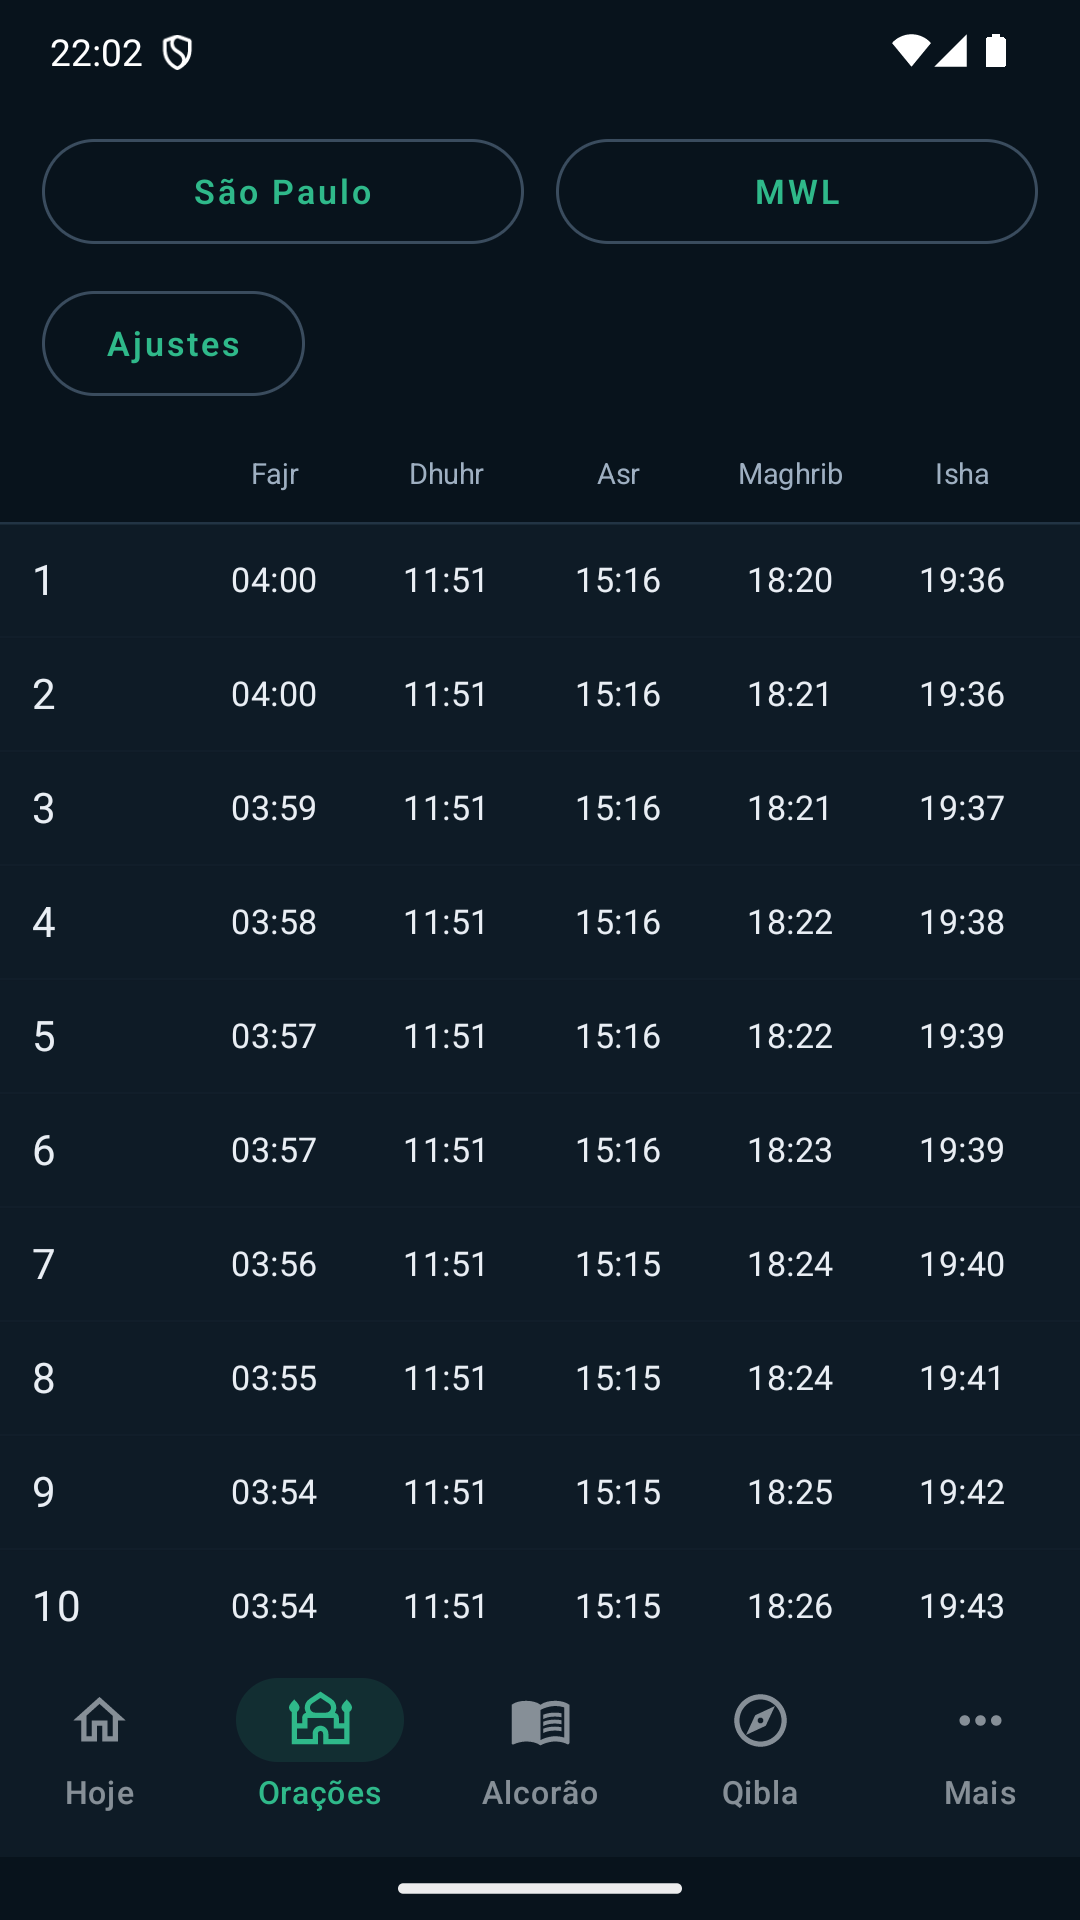 22:02
São Paulo MWL
Ajustes
Fajr Dhuhr Asr Maghrib Isha
1 04:00 11:51 15:16 18:20 19:36
2 04:00 11:51 15:16 18:21 19:36
3 03:59 11:51 15:16 18:21 19:37
4 03:58 11:51 15:16 18:22 19:38
5 03:57 11:51 15:16 18:22 19:39
6 03:57 11:51 15:16 18:23 19:39
7 03:56 11:51 15:15 18:24 19:40
8 03:55 11:51 15:15 18:24 19:41
9 03:54 11:51 15:15 18:25 19:42
10 03:54 11:51 15:15 18:26 19:43
Hoje Orações Alcorão Qibla Mais